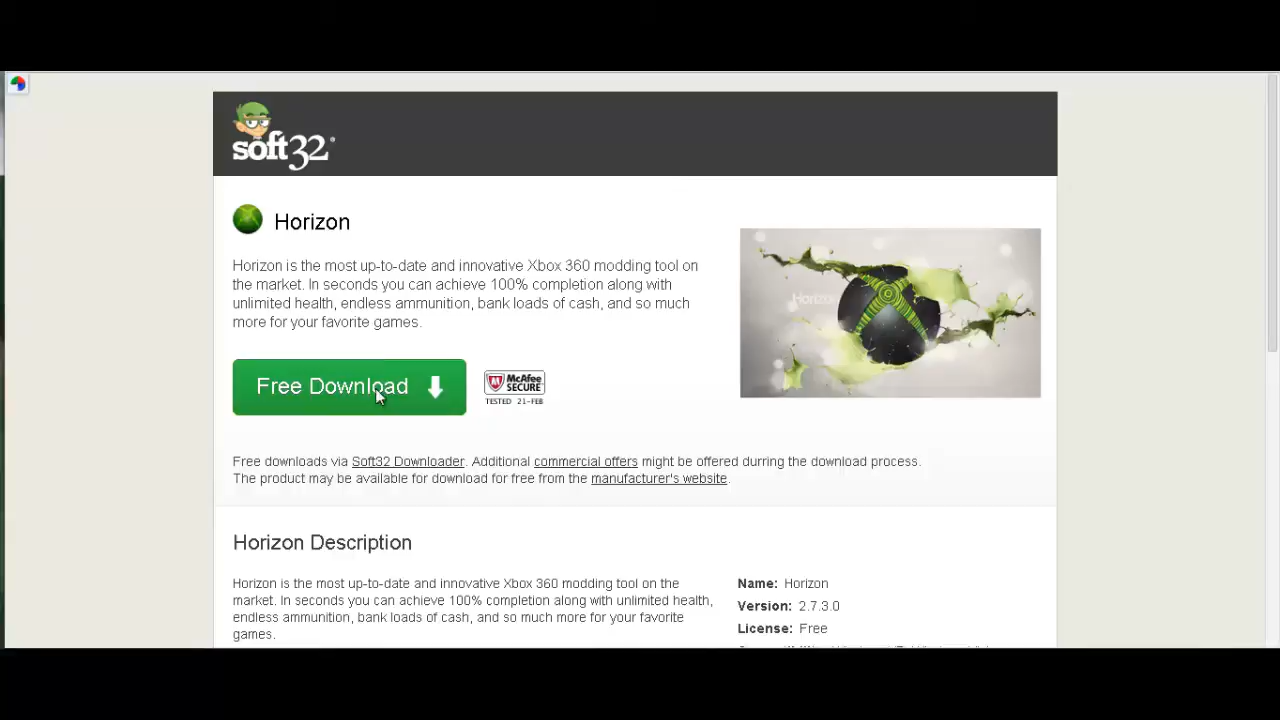 soft32
Horizon
Horizon is the most up-to-date and innovative Xbox 360 modding tool on
the market. In seconds you can achieve 100% completion along with
unlimited health, endless ammunition, bank loads of cash, and so much
more for your favorite games.
Horizon
Free Download
McAfee
SECURE
TESTED 21-FEB
Free downloads via Soft32 Downloader. Additional commercial offers might be offered durring the download process.
The product may be available for download for free from the manufacturer's website.
Horizon Description
Horizon is the most up-to-date and innovative Xbox 360 modding tool on the
market. In seconds you can achieve 100% completion along with unlimited health,
endless ammunition, bank loads of cash, and so much more for your favorite
games.
Name: Horizon
Version: 2.7.3.0
License: Free